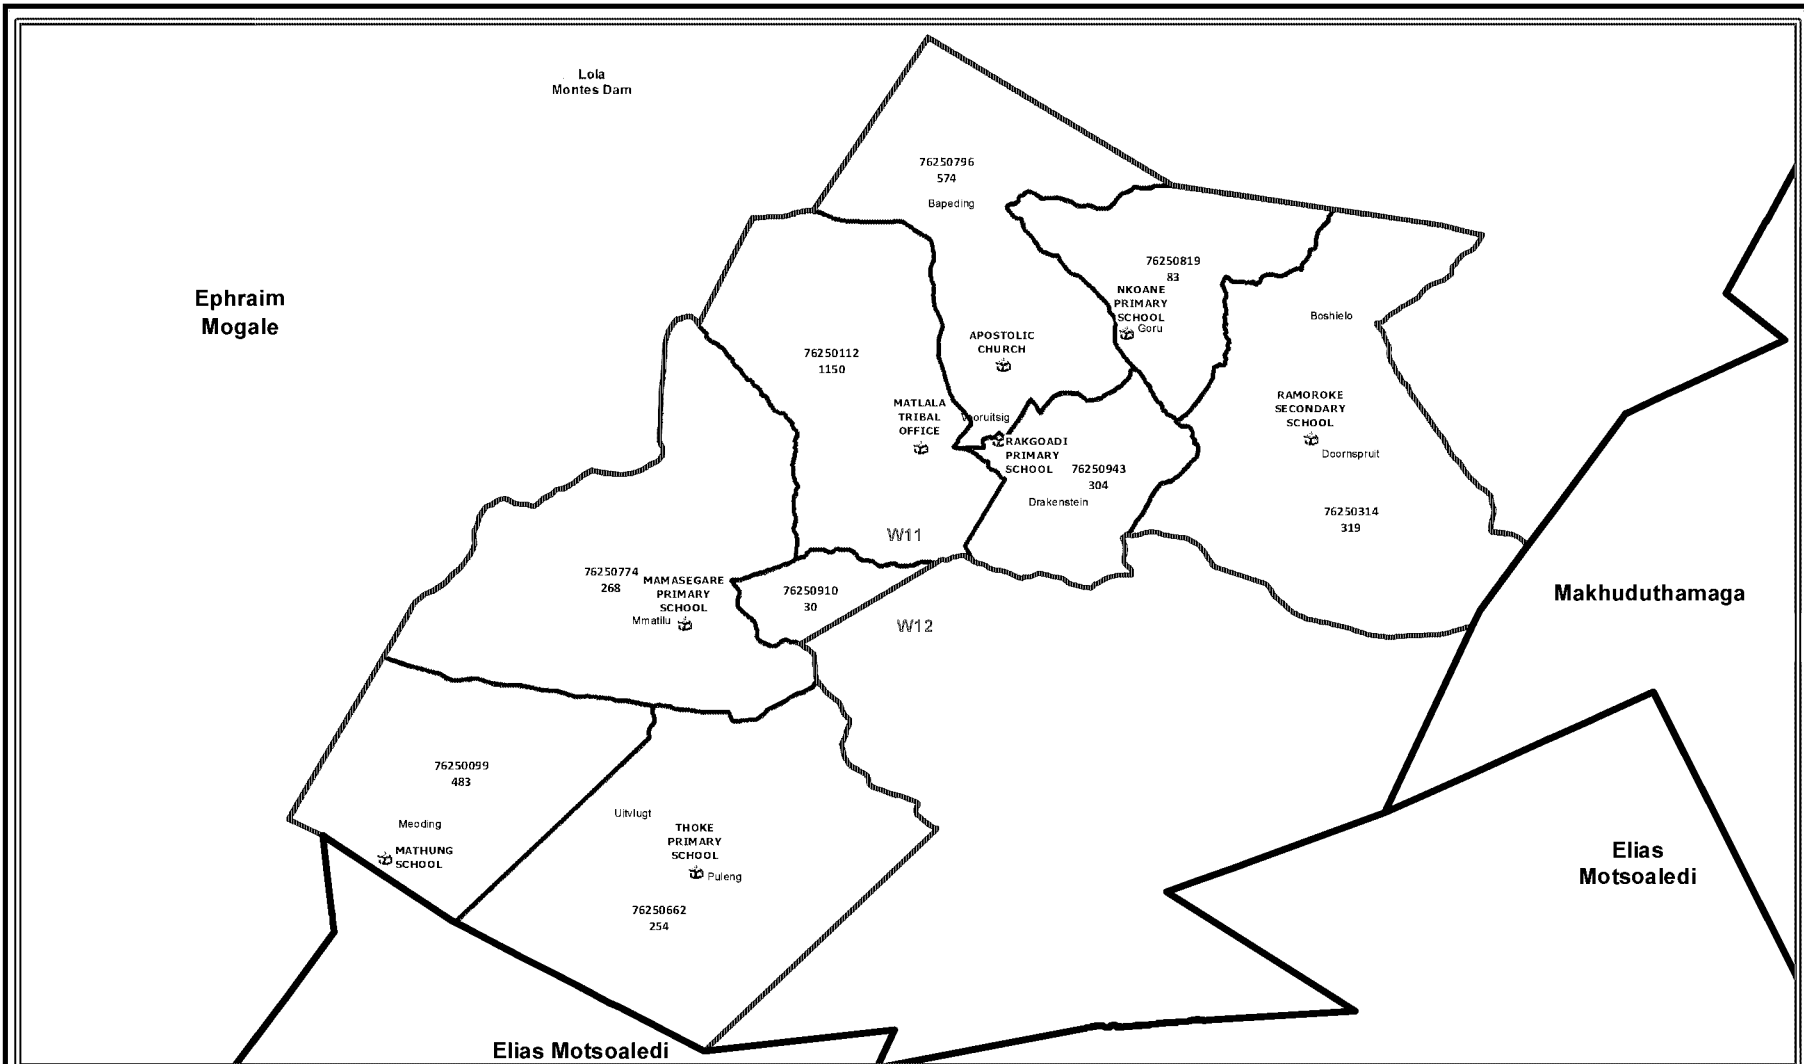 Lola
Montes Dam
76250796
574
Bapeding
76250819
83
NKOANE
PRIMARY
SCHOOL
Goru
Ephraim
Mogale
Boshielo
APOSTOLIC
CHURCH
76250112
1150
MATLALA
TRIBAL
OFFICE
Vooruitsig
RAMOROKE
SECONDARY
SCHOOL
Doornspruit
RAKGOADI
PRIMARY
SCHOOL
76250943
304
Drakenstein
76250314
319
W11
76250774
268
MAMASEGARE
PRIMARY
SCHOOL
Mmatilu
76250910
30
W12
Makhuduthamaga
76250099
483
Meoding
MATHUNG
SCHOOL
Uitvlugt
THOKE
PRIMARY
SCHOOL
Puleng
76250662
254
Elias
Motsoaledi
Elias Motsoaledi